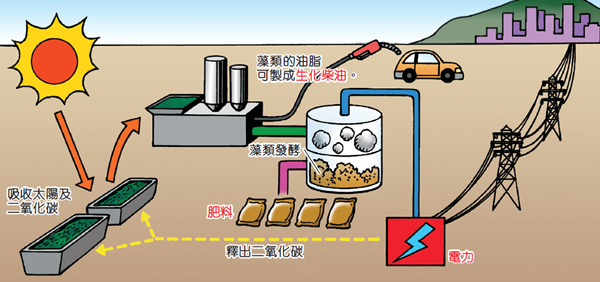 藻類的油脂
可製成生化柴油。
藻類發酵
吸收太陽及
二氧化碳
肥料
釋出二氧化碳
電力